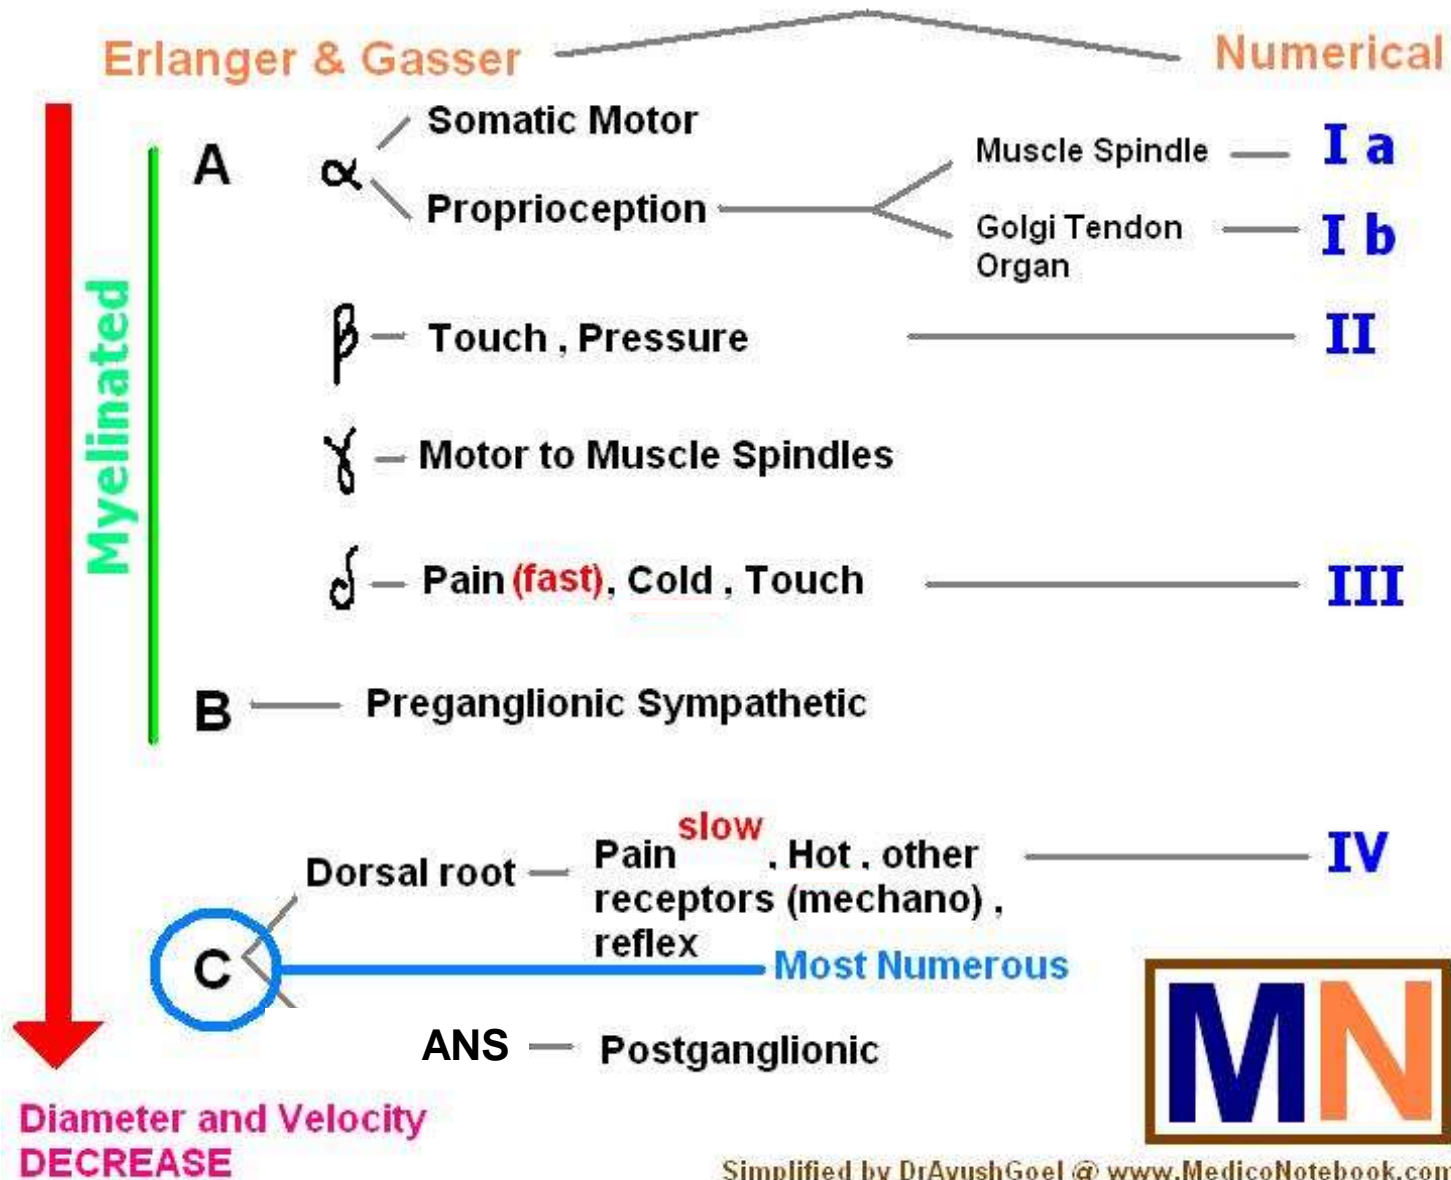 Erlanger & Gasser
Numerical
A
α
Somatic Motor
Proprioception
Muscle Spindle
I a
Golgi Tendon
Organ
I b
Myelinated
β
Touch , Pressure
II
γ
Motor to Muscle Spindles
δ
Pain (fast), Cold , Touch
III
B
Preganglionic Sympathetic
C
Dorsal root
slow
Pain , Hot , other
receptors (mechano) ,
reflex
IV
Most Numerous
ANS
Postganglionic
Diameter and Velocity
DECREASE
MN
Simplified by DrAyushGoel @ www.MedicoNotebook.com